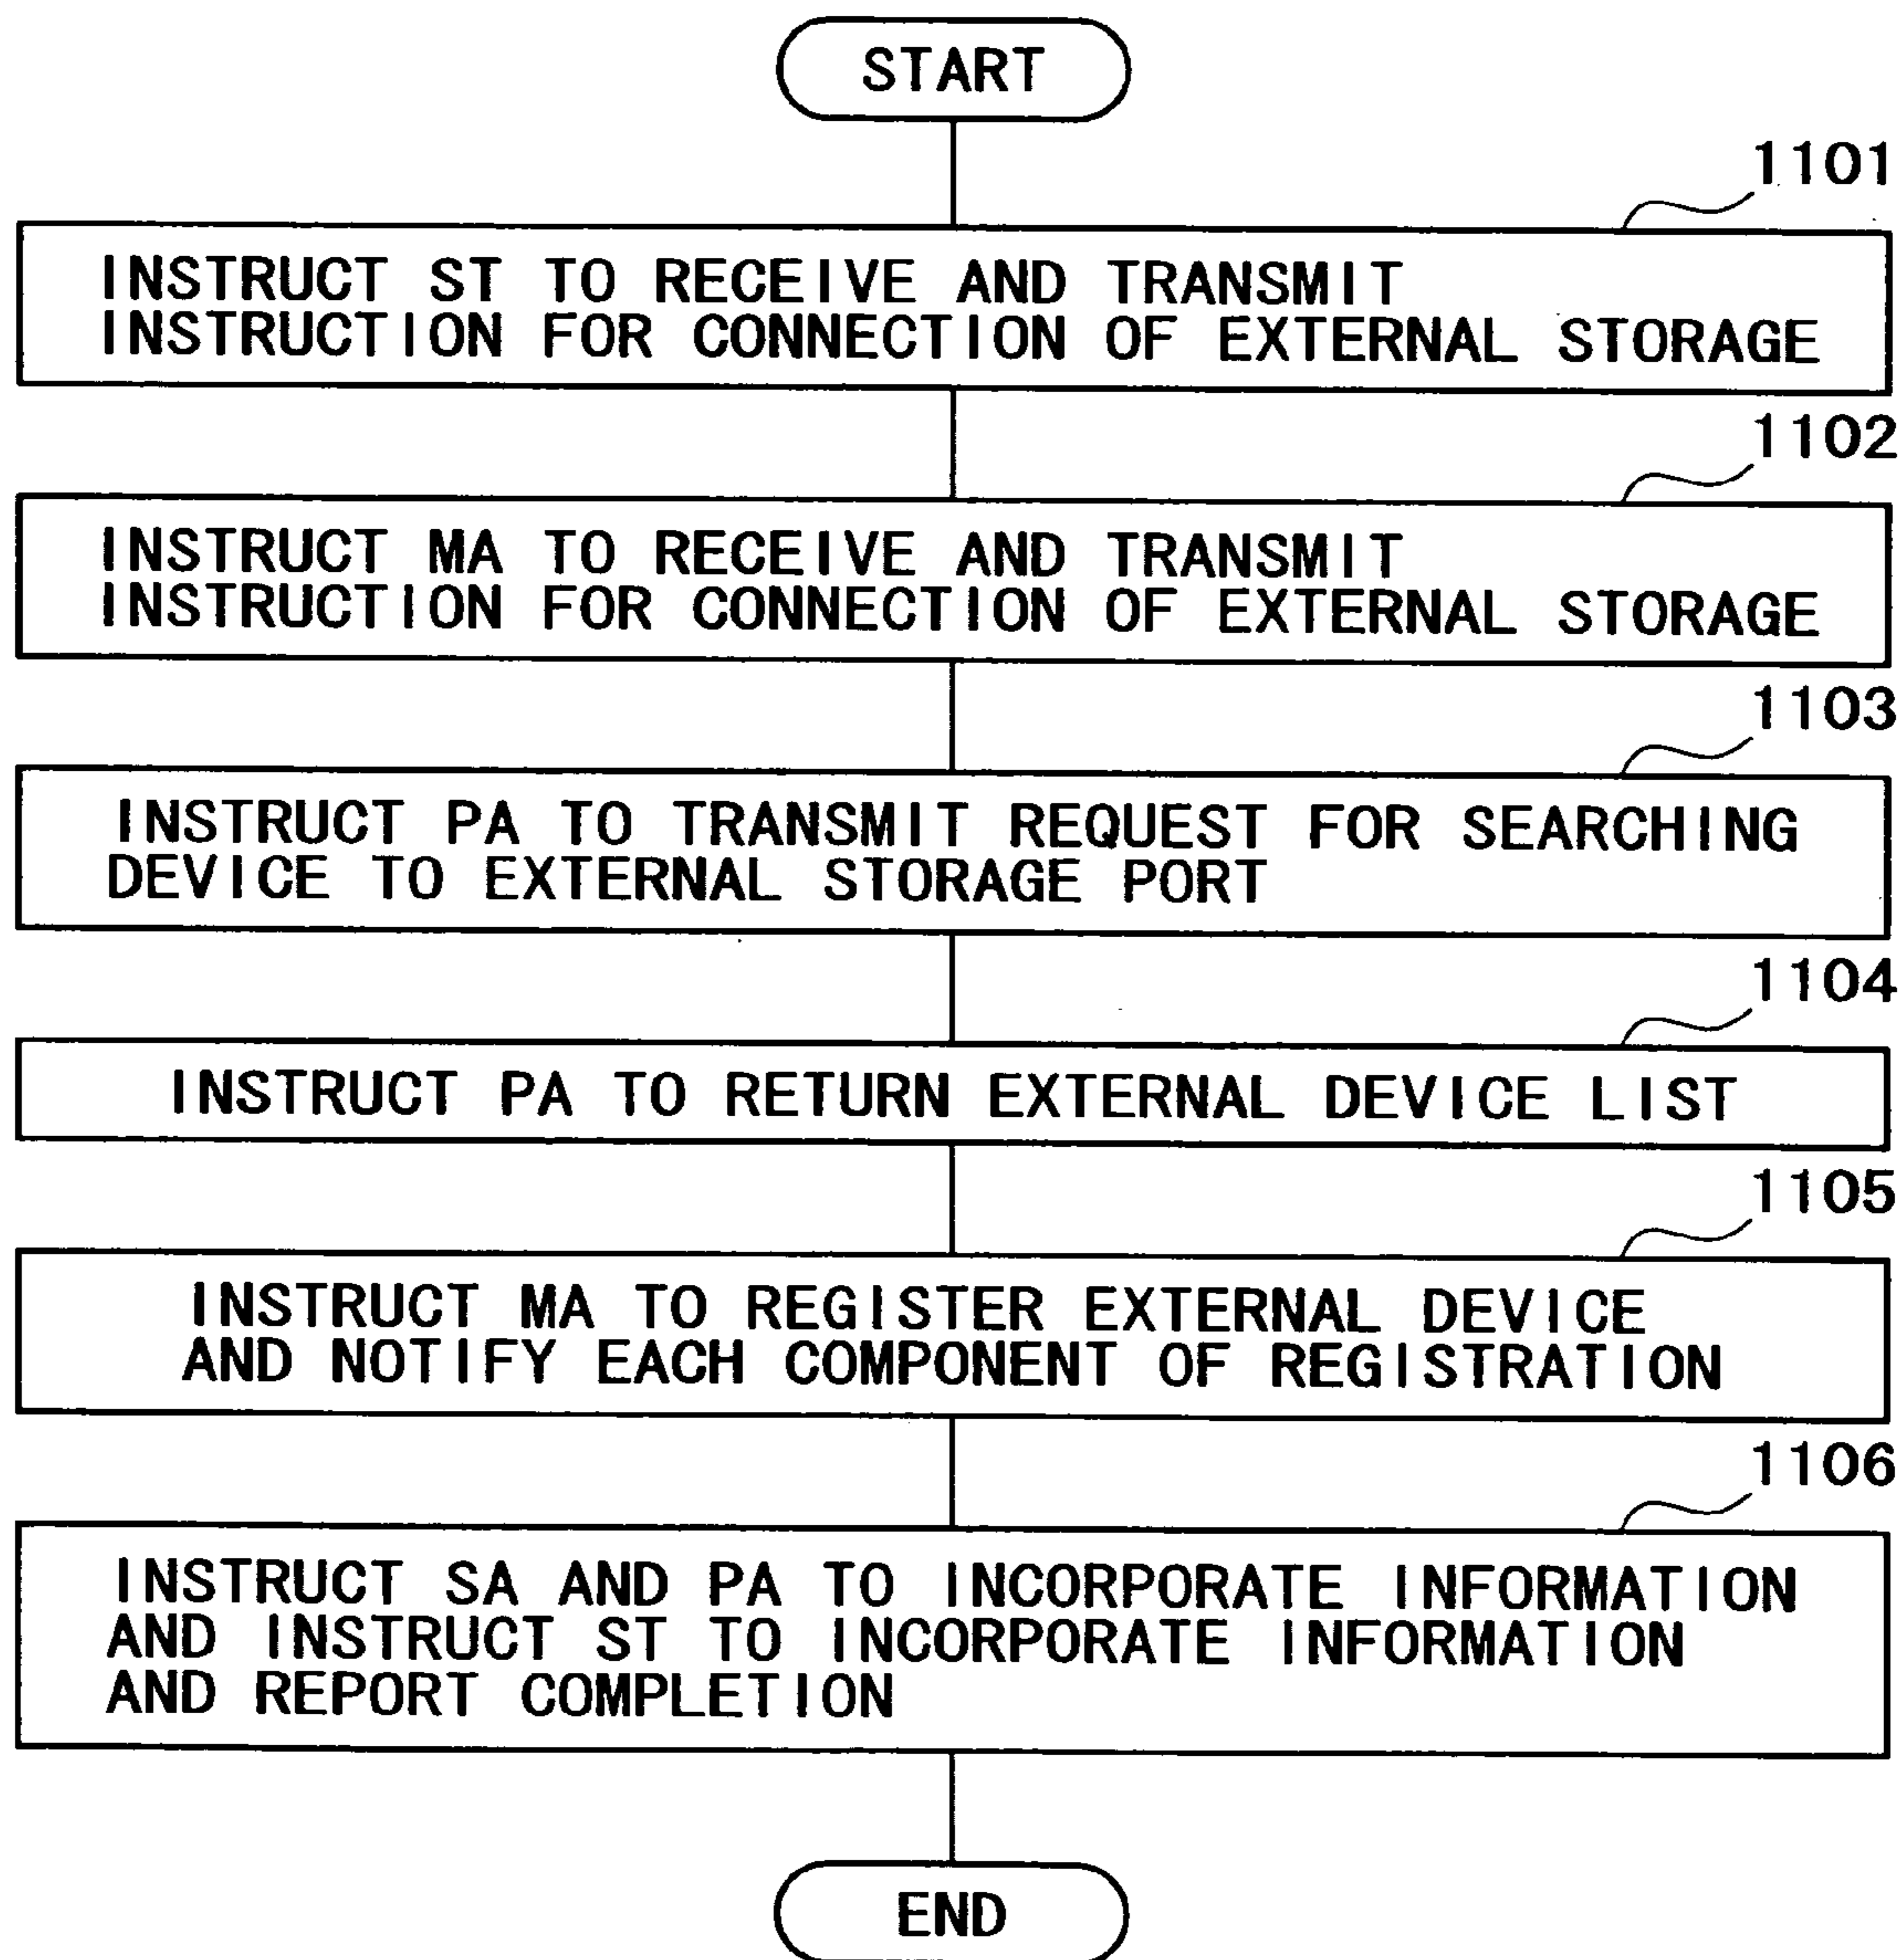 START
1101
INSTRUCT ST TO RECEIVE AND TRANSMIT
INSTRUCTION FOR CONNECTION OF EXTERNAL STORAGE
1102
INSTRUCT MA TO RECEIVE AND TRANSMIT
INSTRUCTION FOR CONNECTION OF EXTERNAL STORAGE
1103
INSTRUCT PA TO TRANSMIT REQUEST FOR SEARCHING
DEVICE TO EXTERNAL STORAGE PORT
1104
INSTRUCT PA TO RETURN EXTERNAL DEVICE LIST
1105
INSTRUCT MA TO REGISTER EXTERNAL DEVICE
AND NOTIFY EACH COMPONENT OF REGISTRATION
1106
INSTRUCT SA AND PA TO INCORPORATE INFORMATION
AND INSTRUCT ST TO INCORPORATE INFORMATION
AND REPORT COMPLETION
END